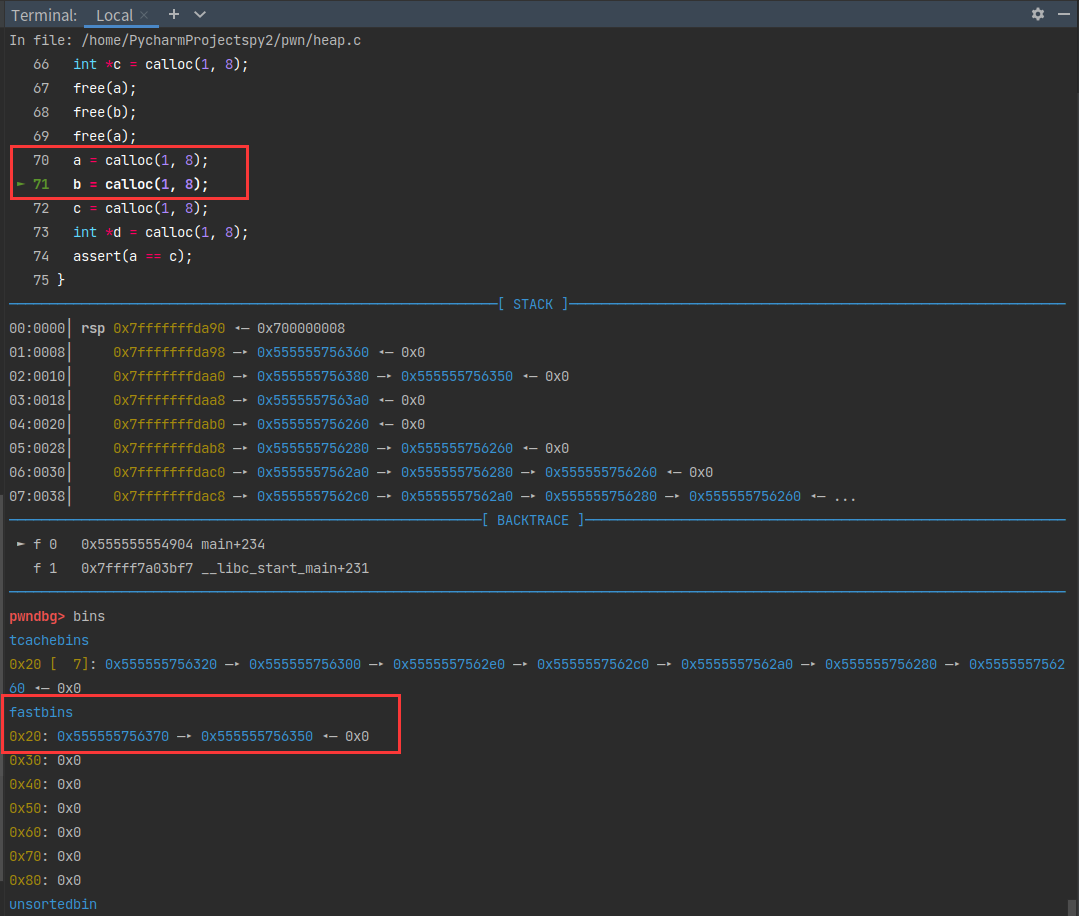 Terminal: Local × +
In file: /home/PycharmProjectspy2/pwn/heap.c
66 int *c = calloc(1, 8);
67 free(a);
68 free(b);
69 free(a);
70 a = calloc(1, 8);
► 71 b = calloc(1, 8);
72 c = calloc(1, 8);
73 int *d = calloc(1, 8);
74 assert(a == c);
75 }
[ STACK ]
00:0000│ rsp 0x7fffffffda90 ◂— 0x700000008
01:0008│ 0x7fffffffda98 —▸ 0x555555756360 ◂— 0x0
02:0010│ 0x7fffffffdaa0 —▸ 0x555555756380 —▸ 0x555555756350 ◂— 0x0
03:0018│ 0x7fffffffdaa8 —▸ 0x5555557563a0 ◂— 0x0
04:0020│ 0x7fffffffdab0 —▸ 0x555555756260 ◂— 0x0
05:0028│ 0x7fffffffdab8 —▸ 0x555555756280 —▸ 0x555555756260 ◂— 0x0
06:0030│ 0x7fffffffdac0 —▸ 0x5555557562a0 —▸ 0x555555756280 —▸ 0x555555756260 ◂— 0x0
07:0038│ 0x7fffffffdac8 —▸ 0x5555557562c0 —▸ 0x5555557562a0 —▸ 0x555555756280 —▸ 0x555555756260 ◂— ...
[ BACKTRACE ]
► f 0 0x555555554904 main+234
f 1 0x7ffff7a03bf7 __libc_start_main+231
pwndbg> bins
tcachebins
0x20 [ 7]: 0x555555756320 —▸ 0x555555756300 —▸ 0x5555557562e0 —▸ 0x5555557562c0 —▸ 0x5555557562a0 —▸ 0x555555756280 —▸ 0x5555557562
60 ◂— 0x0
fastbins
0x20: 0x555555756370 —▸ 0x555555756350 ◂— 0x0
0x30: 0x0
0x40: 0x0
0x50: 0x0
0x60: 0x0
0x70: 0x0
0x80: 0x0
unsortedbin